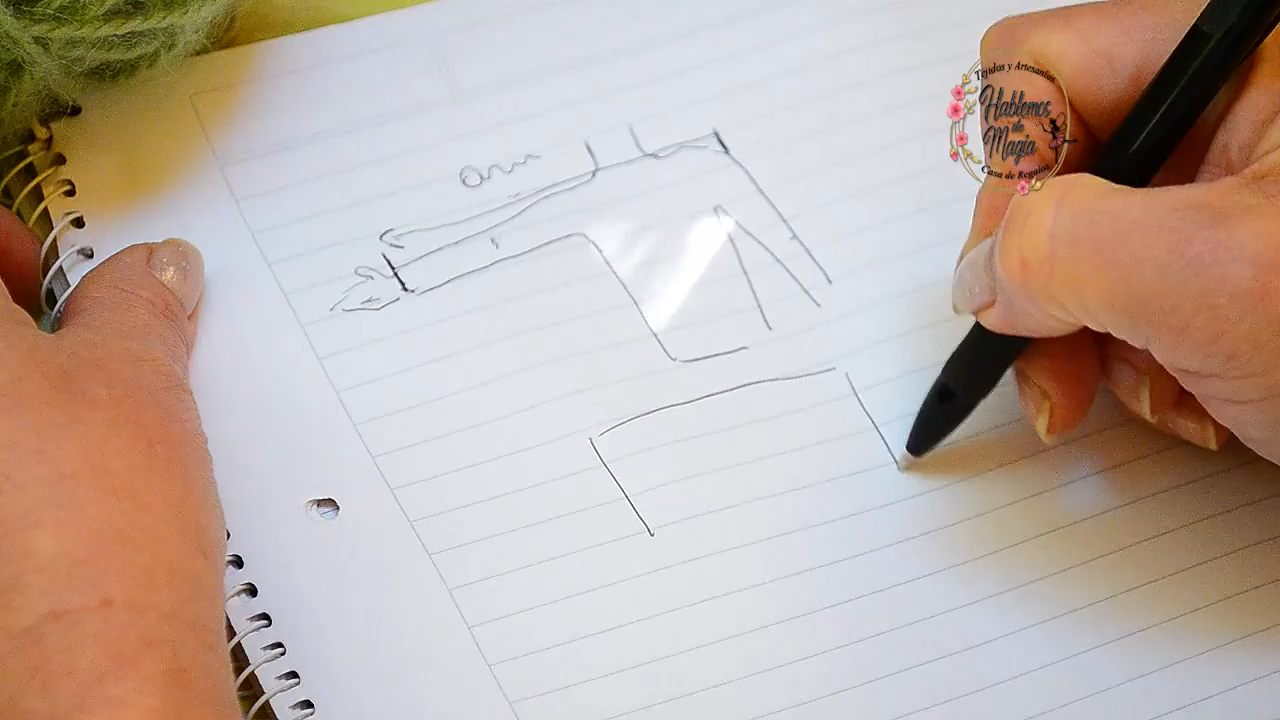 Tejidos y Artesanías
Hablemos
de
Magia
Casa de Regalos